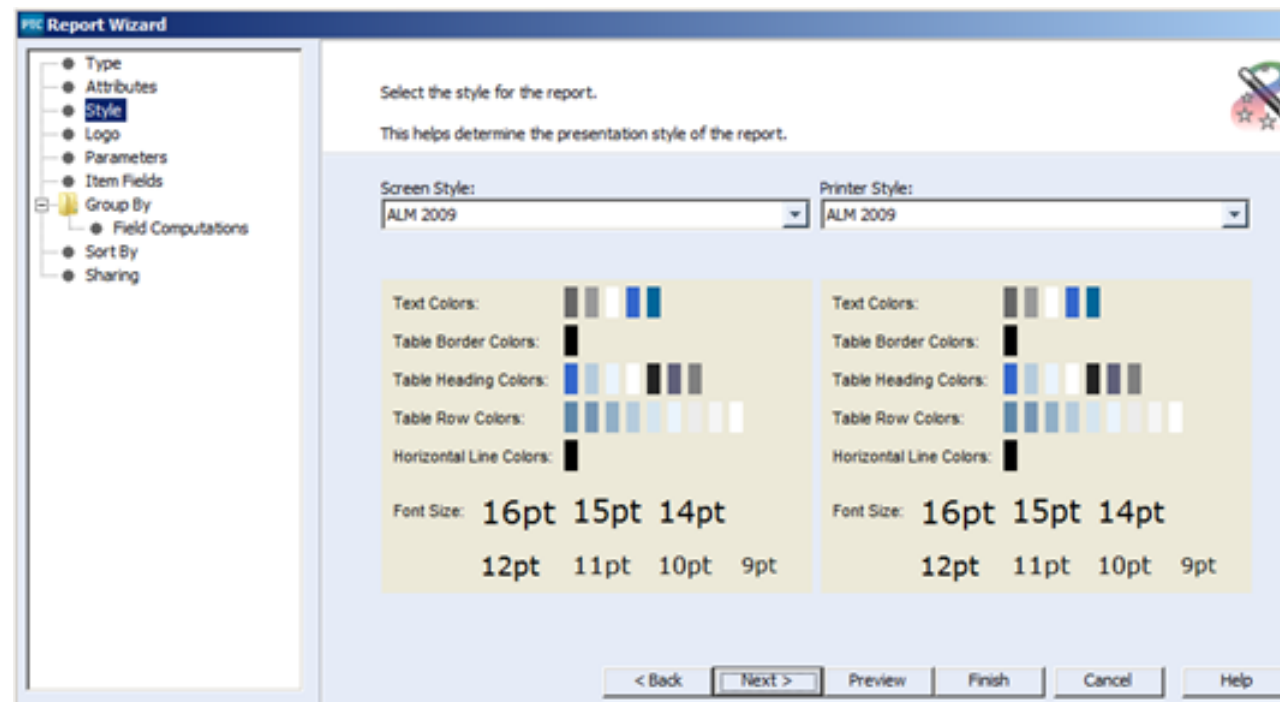 PTC Report Wizard
Type
Attributes
Style
Logo
Parameters
Item Fields
Group By
Field Computations
Sort By
Sharing
Select the style for the report.
This helps determine the presentation style of the report.
Screen Style:
ALM 2009
Text Colors:
Table Border Colors:
Table Heading Colors:
Table Row Colors:
Horizontal Line Colors:
Font Size: 16pt 15pt 14pt
12pt 11pt 10pt 9pt
Printer Style:
ALM 2009
Text Colors:
Table Border Colors:
Table Heading Colors:
Table Row Colors:
Horizontal Line Colors:
Font Size: 16pt 15pt 14pt
12pt 11pt 10pt 9pt
< Back Next > Preview Finish Cancel Help